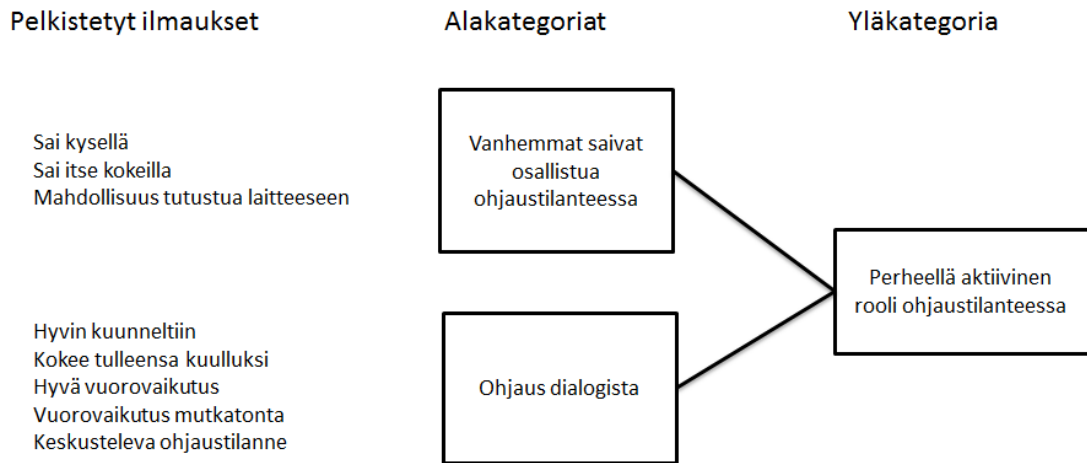 Pelkistetyt ilmaukset
Alakategoriat
Yläkategoria
Sai kysellä
Sai itse kokeilla
Mahdollisuus tutustua laitteeseen
Vanhemmat saivat
osallistua
ohjaustilanteessa
Perheellä aktiivinen
rooli ohjaustilanteessa
Hyvin kuunneltiin
Kokee tulleensa kuulluksi
Hyvä vuorovaikutus
Vuorovaikutus mutkatonta
Keskusteleva ohjaustilanne
Ohjaus dialogista